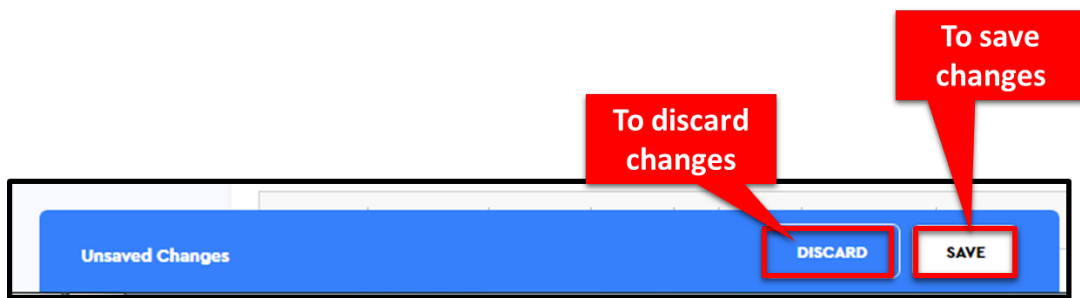 To save
changes
To discard
changes
Unsaved Changes
DISCARD
SAVE